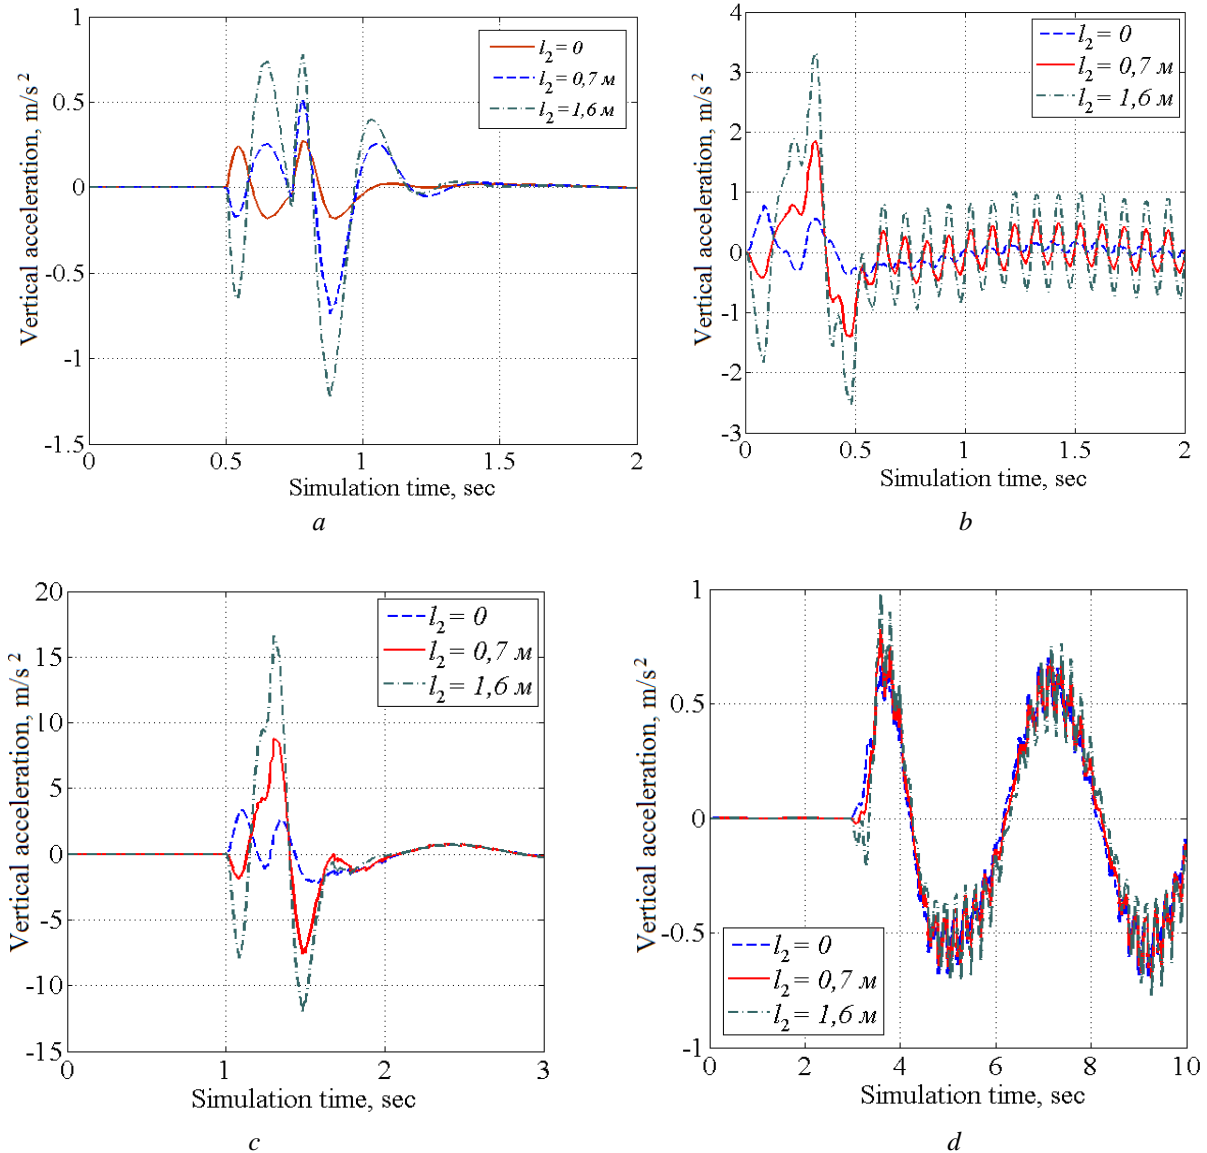 1
0.5
0
-0.5
-1
-1.5
Vertical acceleration, m/s²
l₂= 0
l₂= 0,7 м
l₂= 1,6 м
0 0.5 1 1.5 2
Simulation time, sec
a
4
3
2
1
0
-1
-2
-3
Vertical acceleration, m/s²
l₂= 0
l₂= 0,7 м
l₂= 1,6 м
0 0.5 1 1.5 2
Simulation time, sec
b
20
15
10
5
0
-5
-10
-15
Vertical acceleration, m/s²
l₂= 0
l₂= 0,7 м
l₂= 1,6 м
0 1 2 3
Simulation time, sec
c
1
0.5
0
-0.5
-1
Vertical acceleration, m/s²
l₂= 0
l₂= 0,7 м
l₂= 1,6 м
0 2 4 6 8 10
Simulation time, sec
d